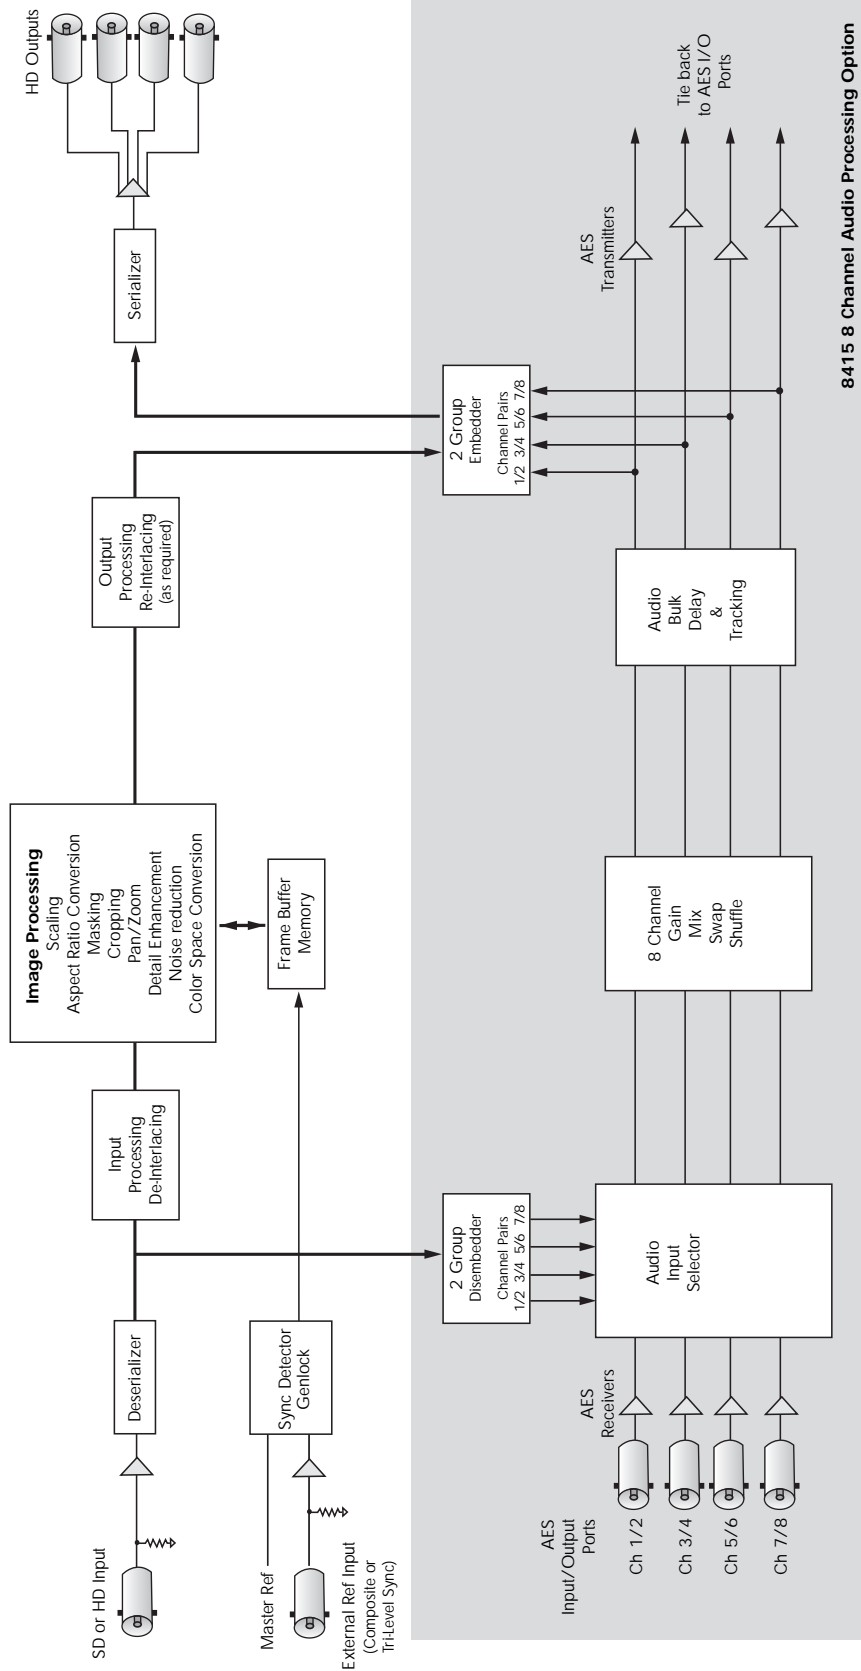 SD or HD Input
Deserializer
Input
Processing
De-Interlacing
Image Processing
Scaling
Aspect Ratio Conversion
Masking
Cropping
Pan/Zoom
Detail Enhancement
Noise reduction
Color Space Conversion
Output
Processing
Re-Interlacing
(as required)
Serializer
HD Outputs
Master Ref
External Ref Input
(Composite or
Tri-Level Sync)
Sync Detector
Genlock
Frame Buffer
Memory
2 Group
Disembedder
Channel Pairs
1/2 3/4 5/6 7/8
2 Group
Embedder
Channel Pairs
1/2 3/4 5/6 7/8
AES
Input/Output
Ports
Ch 1/2
Ch 3/4
Ch 5/6
Ch 7/8
AES
Receivers
Audio
Input
Selector
8 Channel
Gain
Mix
Swap
Shuffle
Audio
Bulk
Delay
&
Tracking
AES
Transmitters
Tie back
to AES I/O
Ports
8415 8 Channel Audio Processing Option